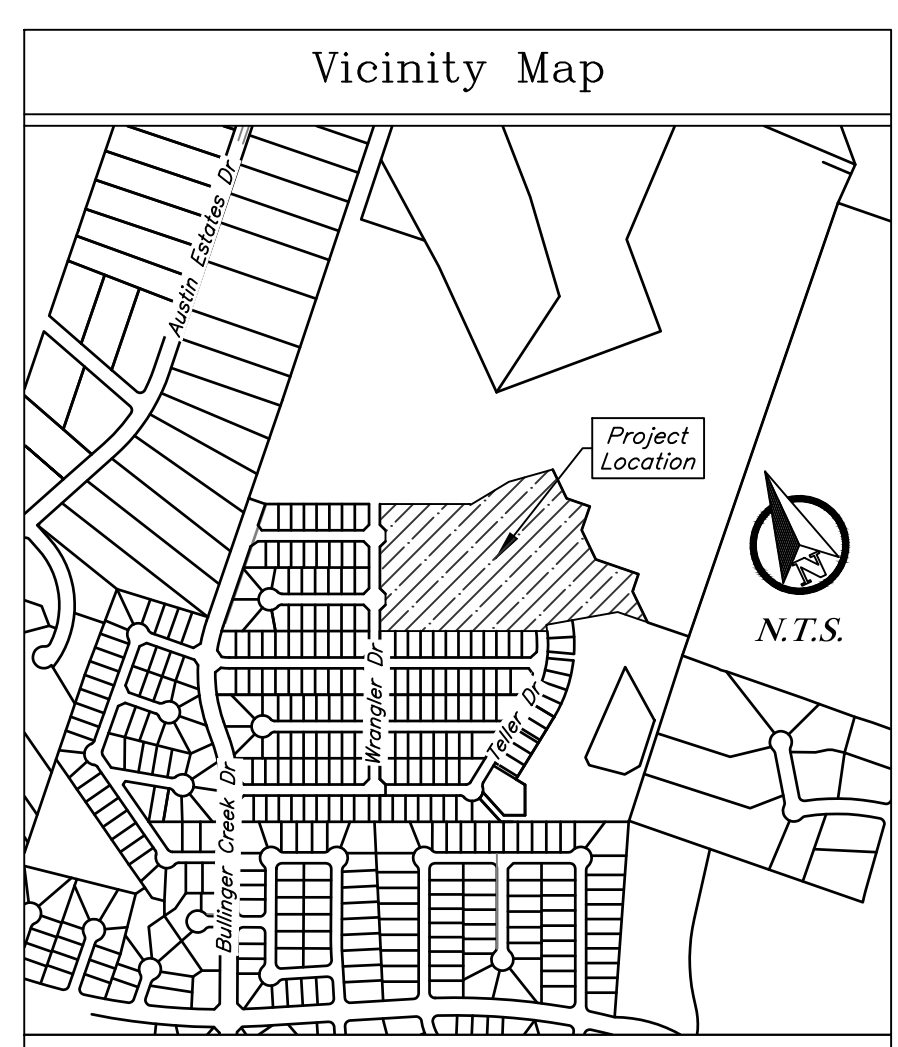 Vicinity Map
Austin Estates Dr
Project
Location
N
N.T.S.
Wrangler Dr
Teller Dr
Bullinger Creek Dr